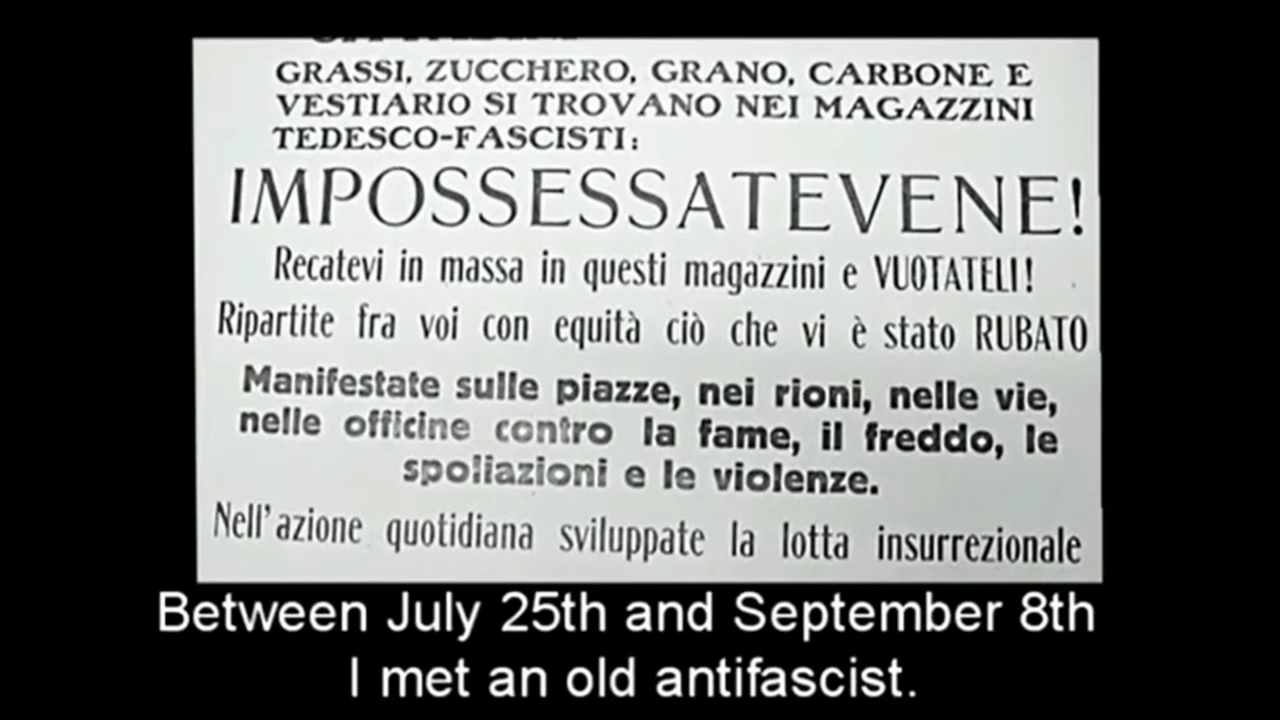 GRASSI, ZUCCHERO, GRANO, CARBONE E
VESTIARIO SI TROVANO NEI MAGAZZINI
TEDESCO-FASCISTI:
IMPOSSESSATEVENE!
Recatevi in massa in questi magazzini e VUOTATELI!
Ripartite fra voi con equità ciò che vi è stato RUBATO
Manifestate sulle piazze, nei rioni, nelle vie,
nelle officine contro la fame, il freddo, le
spoliazioni e le violenze.
Nell'azione quotidiana sviluppate la lotta insurrezionale
Between July 25th and September 8th
I met an old antifascist.